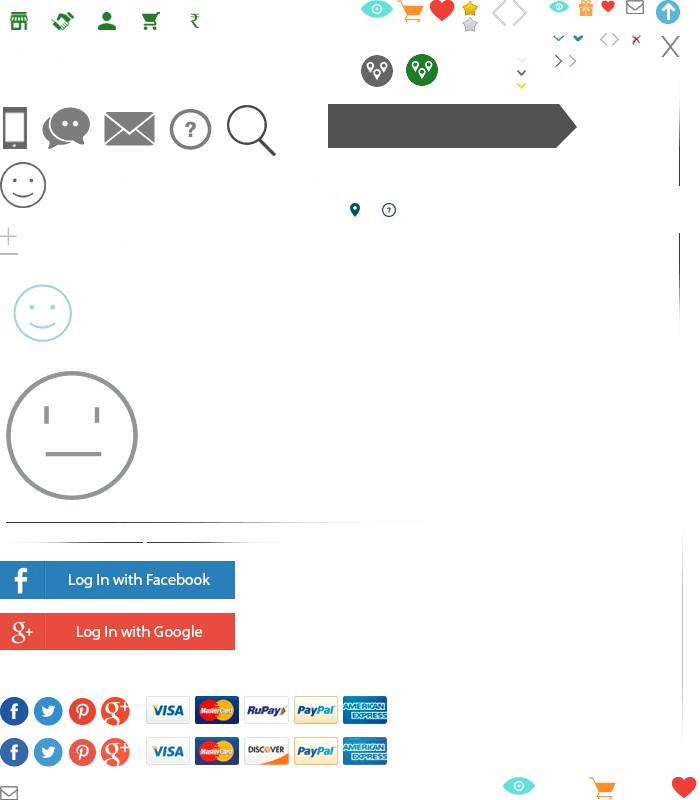 Log In with Facebook
Log In with Google
VISA MasterCard RuPay PayPal AMERICAN EXPRESS
VISA MasterCard DISCOVER PayPal AMERICAN EXPRESS